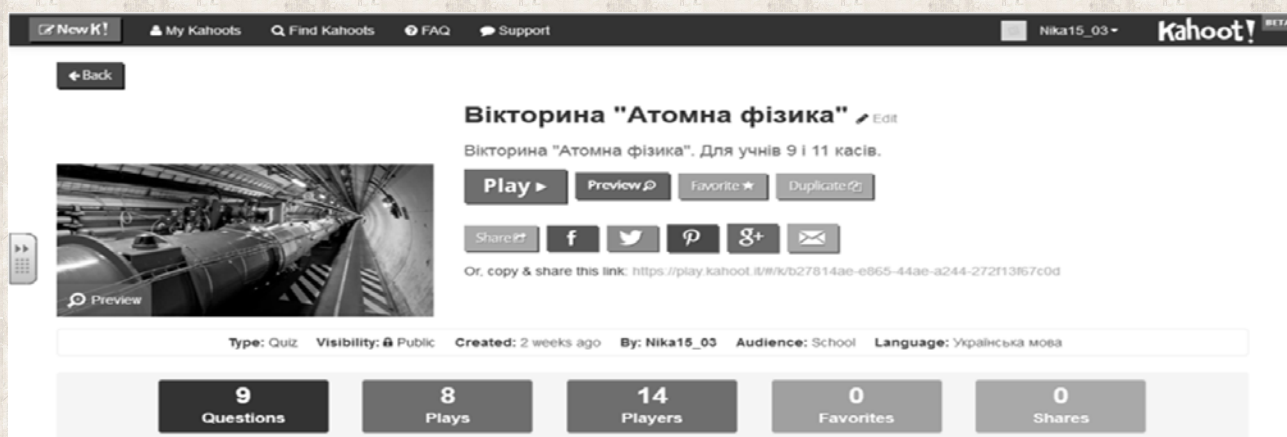 New K! My Kahoots Find Kahoots FAQ Support Nika15_03 Kahoot! BETA
Back
Вікторина "Атомна фізика" Edit
Вікторина "Атомна фізика". Для учнів 9 і 11 касів.
Play Preview Favorite Duplicate
Share f g+
Or, copy & share this link: https://play.kahoot.it/#/k/b27814ae-e865-44ae-a244-272f13f67c0d
Preview
Type: Quiz Visibility: Public Created: 2 weeks ago By: Nika15_03 Audience: School Language: Українська мова
9 8 14 0 0
Questions Plays Players Favorites Shares